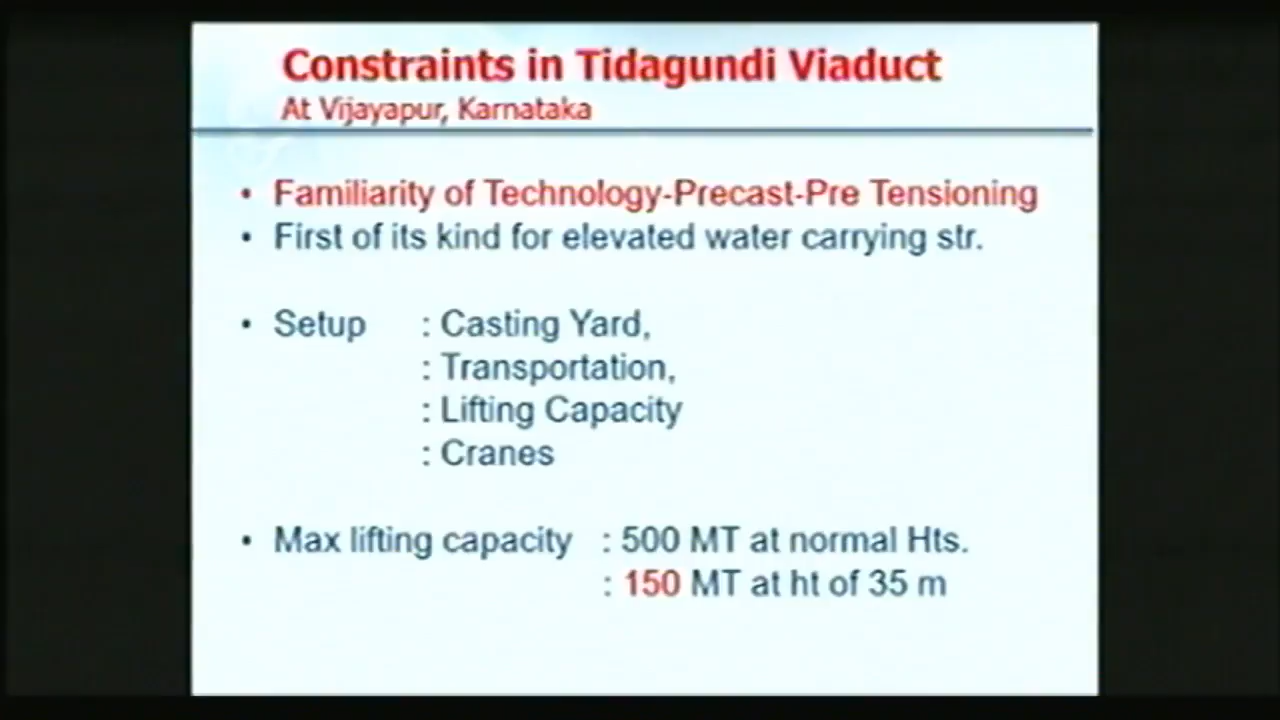 Constraints in Tidagundi Viaduct
At Vijayapur, Karnataka
• Familiarity of Technology-Precast-Pre Tensioning
• First of its kind for elevated water carrying str.
• Setup : Casting Yard,
: Transportation,
: Lifting Capacity
: Cranes
• Max lifting capacity : 500 MT at normal Hts.
: 150 MT at ht of 35 m